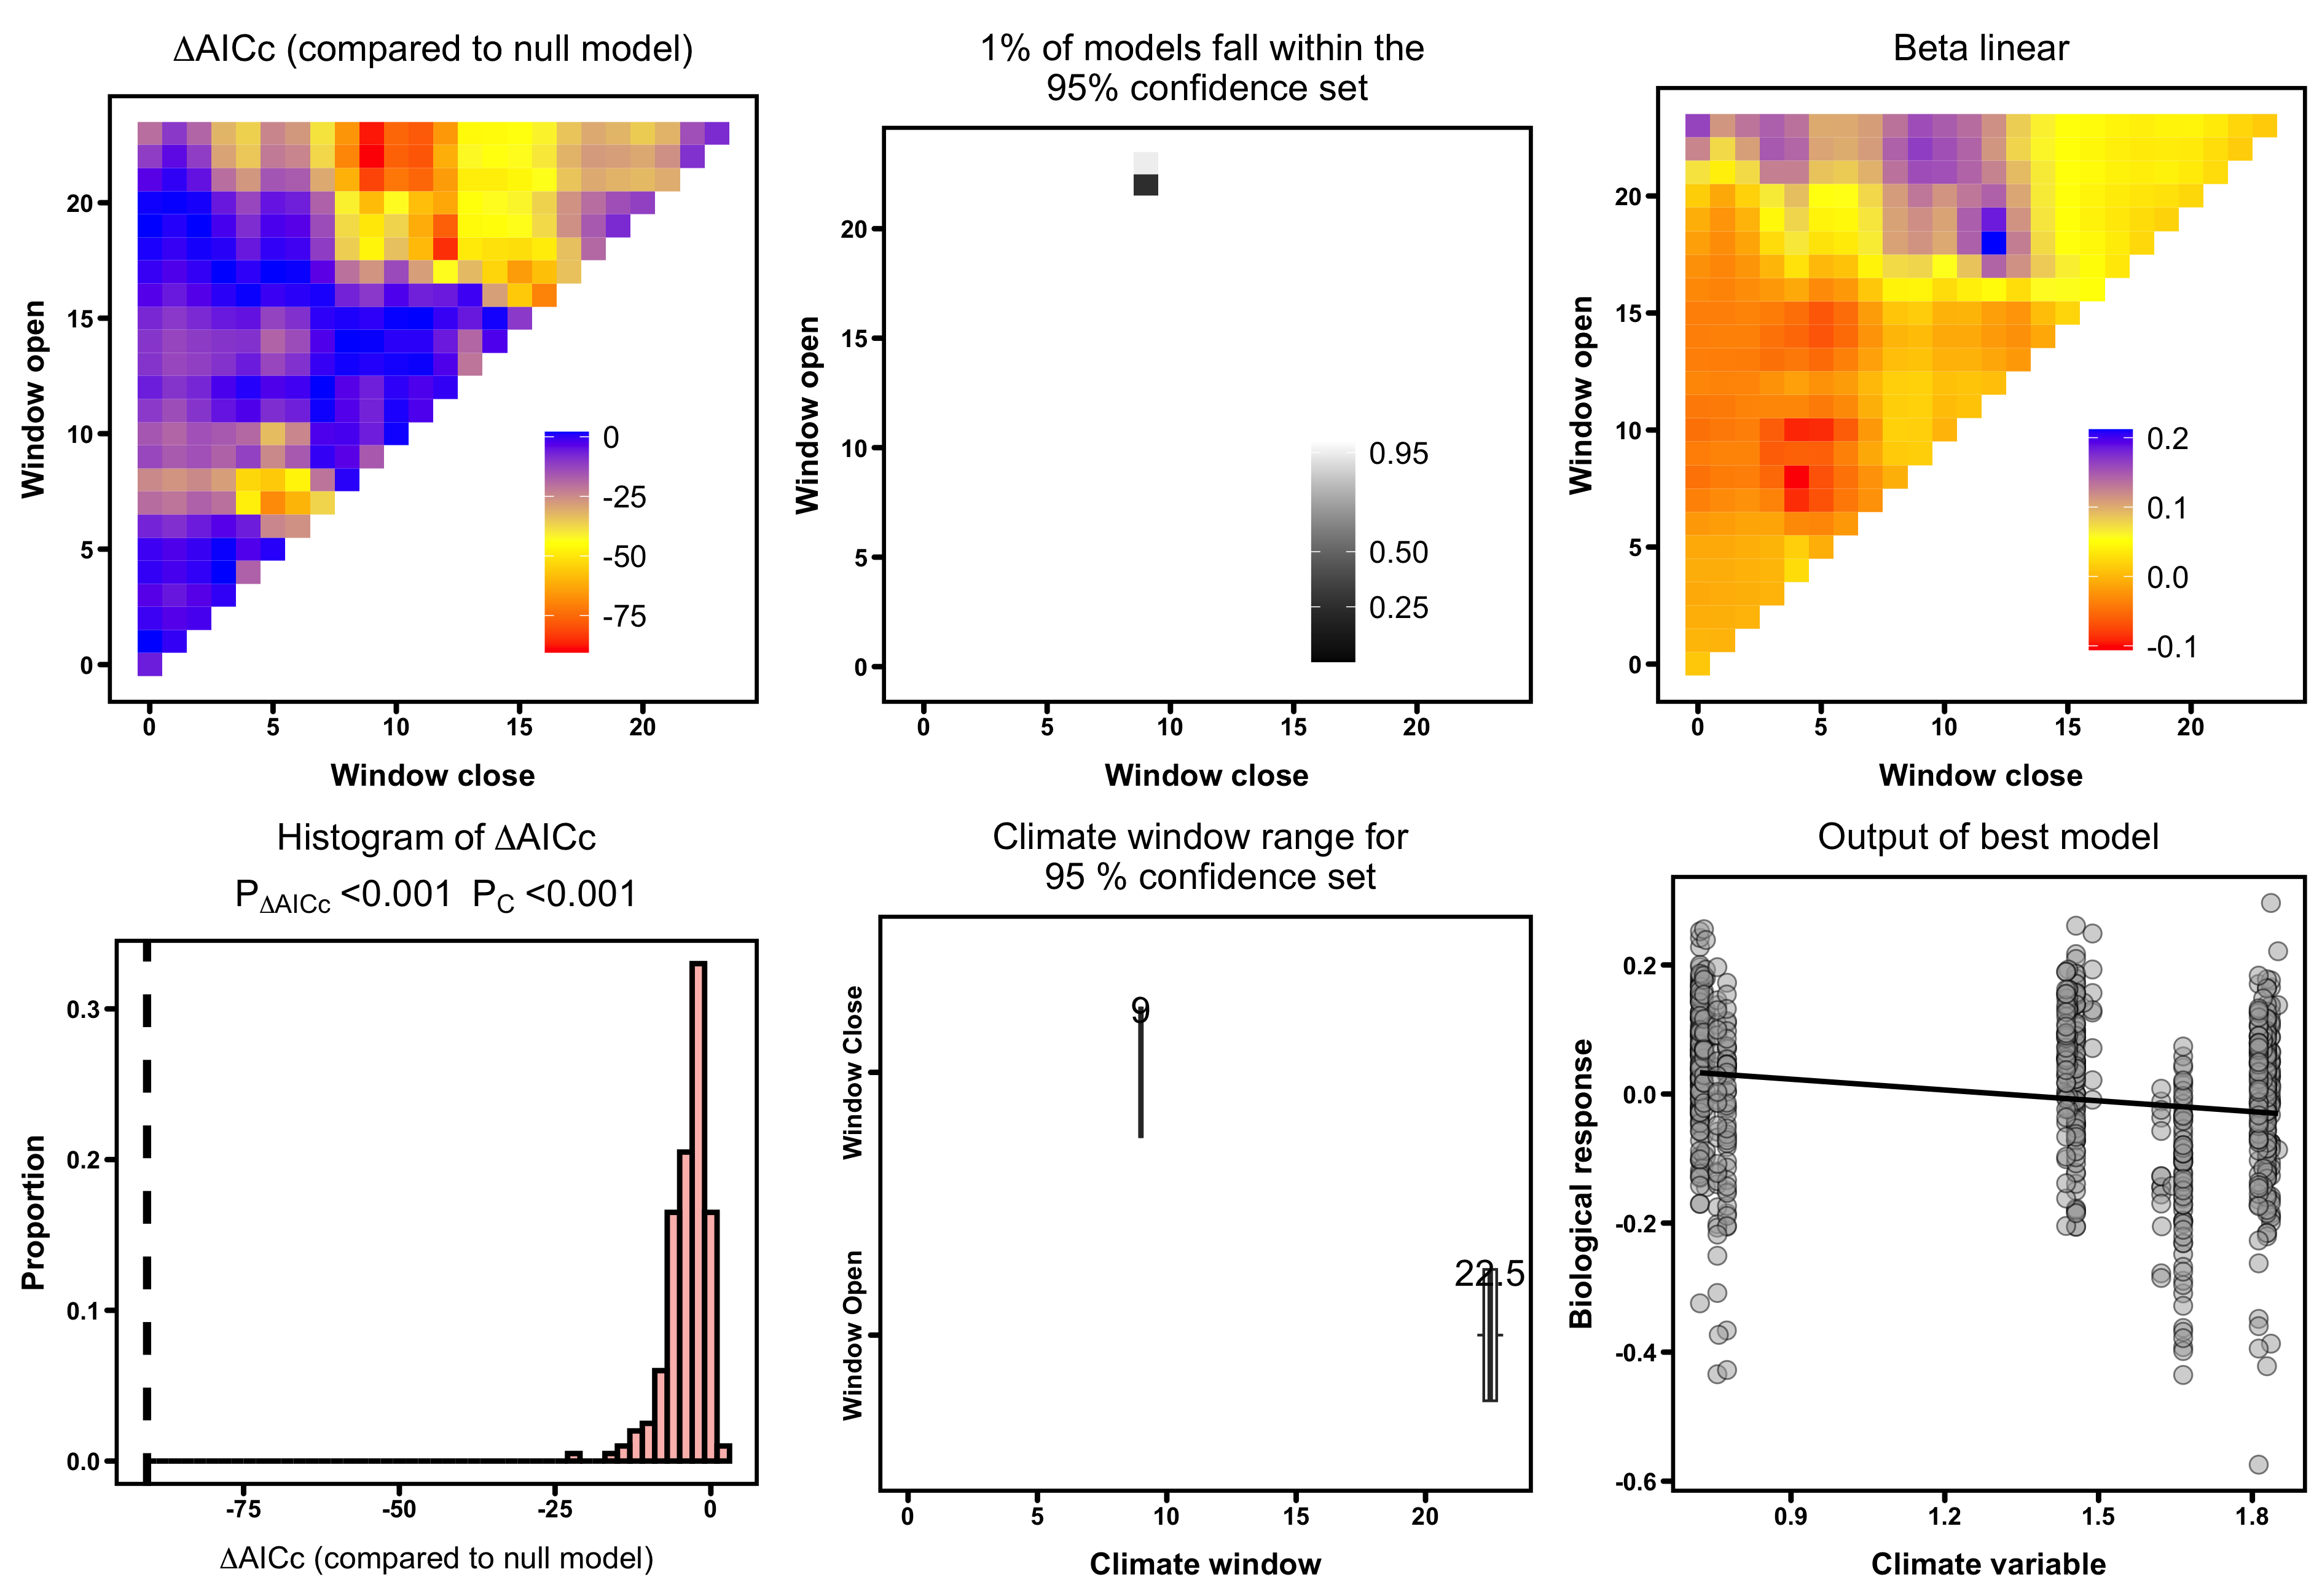 ΔAICc (compared to null model)
Window open
20
15
10
5
0
0
-25
-50
-75
0
5
10
15
20
Window close
1% of models fall within the
95% confidence set
Window open
20
15
10
5
0
0.95
0.50
0.25
0
5
10
15
20
Window close
Beta linear
Window open
20
15
10
5
0
0.2
0.1
0.0
-0.1
0
5
10
15
20
Window close
Histogram of ΔAICc
PΔAICc <0.001 PC <0.001
Proportion
0.3
0.2
0.1
0.0
-75
-50
-25
0
ΔAICc (compared to null model)
Climate window range for
95 % confidence set
Window Close
Window Open
9
22.5
0
5
10
15
20
Climate window
Output of best model
Biological response
0.2
0.0
-0.2
-0.4
-0.6
0.9
1.2
1.5
1.8
Climate variable